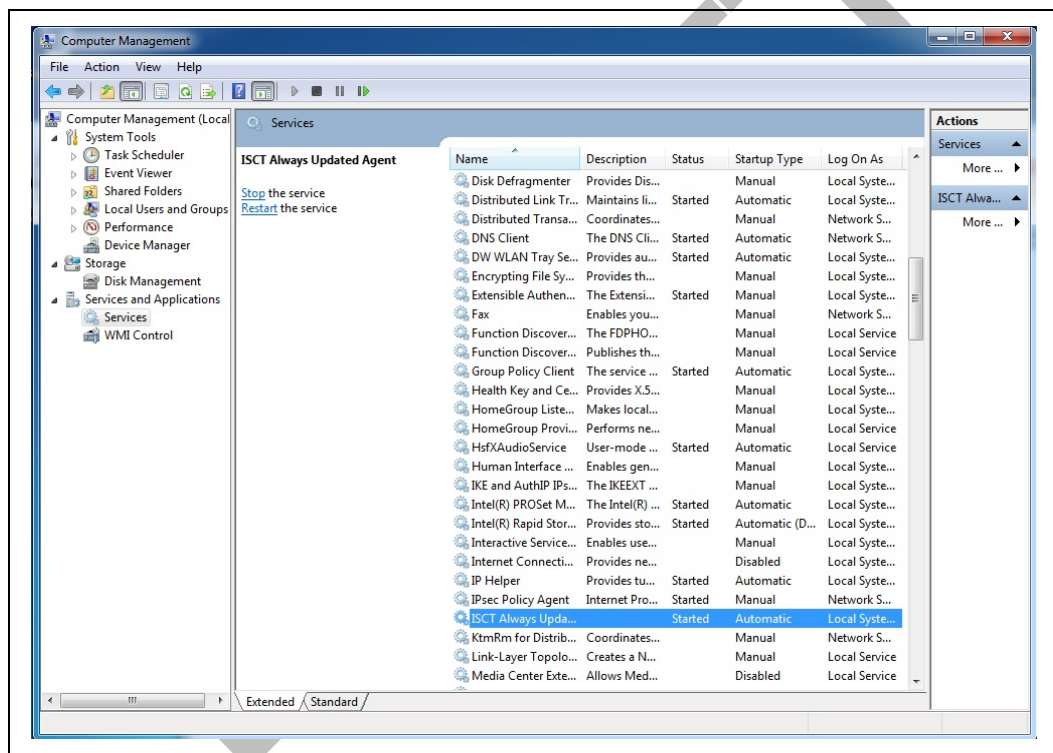 Computer Management
File Action View Help
Computer Management (Local
System Tools
Task Scheduler
Event Viewer
Shared Folders
Local Users and Groups
Performance
Device Manager
Storage
Disk Management
Services and Applications
Services
WMI Control
Services
ISCT Always Updated Agent
Stop the service
Restart the service
Name Description Status Startup Type Log On As
Disk Defragmenter Provides Dis... Manual Local Syste...
Distributed Link Tr... Maintains li... Started Automatic Local Syste...
Distributed Transa... Coordinates... Manual Network S...
DNS Client The DNS Cli... Started Automatic Network S...
DW WLAN Tray Se... Provides au... Started Automatic Local Syste...
Encrypting File Sy... Provides th... Manual Local Syste...
Extensible Authen... The Extensi... Started Manual Local Syste...
Fax Enables you... Manual Network S...
Function Discover... The FDPHO... Manual Local Service
Function Discover... Publishes th... Manual Local Service
Group Policy Client The service ... Started Automatic Local Syste...
Health Key and Ce... Provides X.5... Manual Local Syste...
HomeGroup Liste... Makes local... Manual Local Syste...
HomeGroup Provi... Performs ne... Manual Local Service
HsfXAudioService User-mode ... Started Automatic Local Service
Human Interface ... Enables gen... Manual Local Syste...
IKE and AuthIP IPs... The IKEEXT ... Manual Local Syste...
Intel(R) PROSet M... The Intel(R) ... Started Automatic Local Syste...
Intel(R) Rapid Stor... Provides sto... Started Automatic (D... Local Syste...
Interactive Service... Enables use... Manual Local Syste...
Internet Connecti... Provides ne... Disabled Local Syste...
IP Helper Provides tu... Started Automatic Local Syste...
IPsec Policy Agent Internet Pro... Started Manual Network S...
ISCT Always Upda... Started Automatic Local Syste...
KtmRm for Distrib... Coordinates... Manual Network S...
Link-Layer Topolo... Creates a N... Manual Local Service
Media Center Exte... Allows Med... Disabled Local Service
Extended Standard
Actions
Services
More ...
ISCT Alwa...
More ...